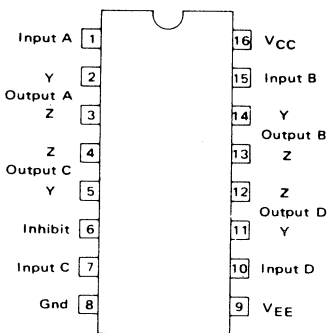 Input A 1
Y 2
Output A
Z 3
Z 4
Output C
Y 5
Inhibit 6
Input C 7
Gnd 8
16 VCC
15 Input B
14 Y
Output B
13 Z
12 Z
Output D
11 Y
10 Input D
9 VEE